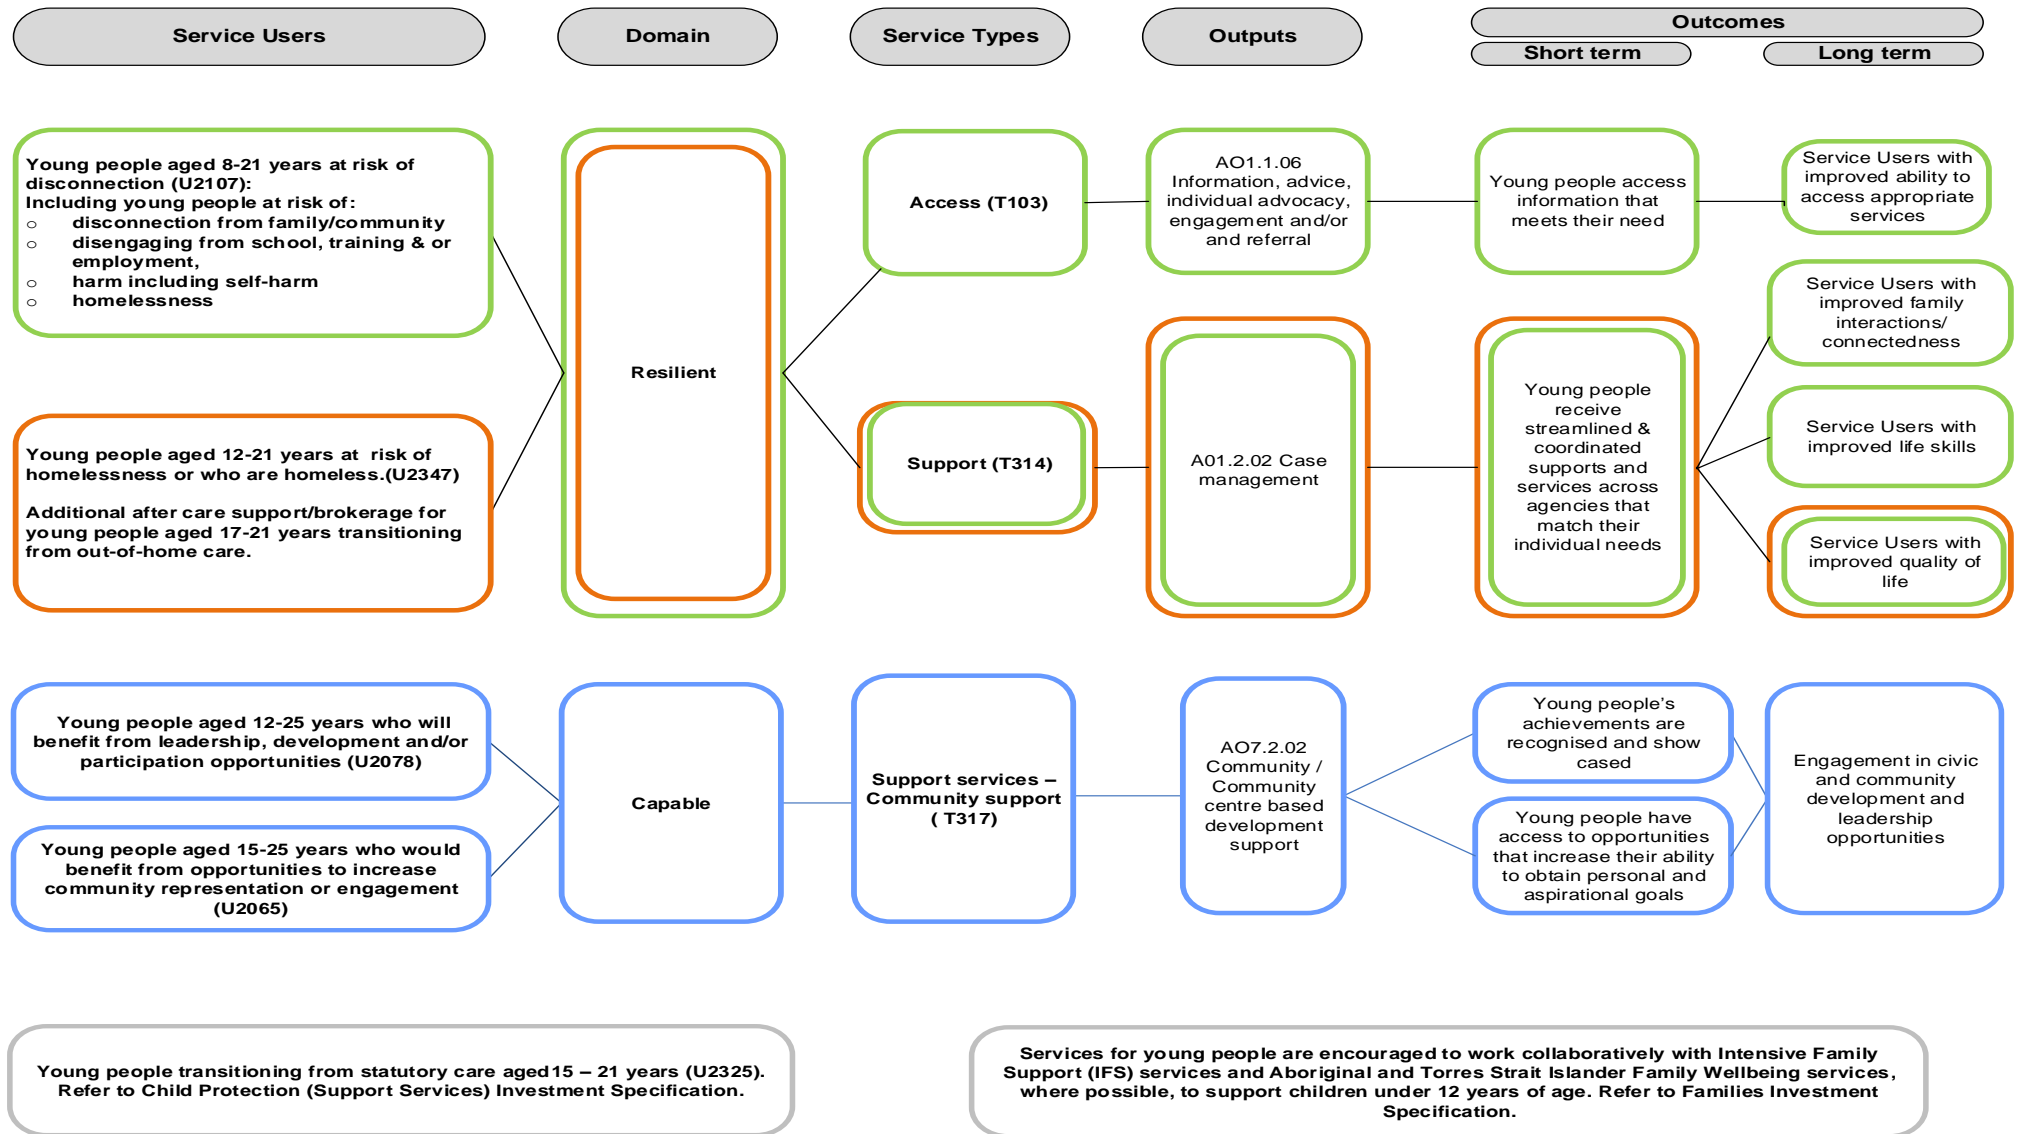 Service Users
Domain
Service Types
Outputs
Outcomes
Short term
Long term
Young people aged 8-21 years at risk of
disconnection (U2107):
Including young people at risk of:
o disconnection from family/community
o disengaging from school, training & or
employment,
o harm including self-harm
o homelessness
Young people aged 12-21 years at  risk of
homelessness or who are homeless.(U2347)
Additional after care support/brokerage for
young people aged 17-21 years transitioning
from out-of-home care.
Resilient
Access (T103)
Support (T314)
AO1.1.06
Information, advice,
individual advocacy,
engagement and/or
and referral
A01.2.02 Case
management
Young people access
information that
meets their need
Young people
receive
streamlined &
coordinated
supports and
services across
agencies that
match their
individual needs
Service Users with
improved ability to
access appropriate
services
Service Users with
improved family
interactions/
connectedness
Service Users with
improved life skills
Service Users with
improved quality of
life
Young people aged 12-25 years who will
benefit from leadership, development and/or
participation opportunities (U2078)
Young people aged 15-25 years who would
benefit from opportunities to increase
community representation or engagement
(U2065)
Capable
Support services –
Community support
( T317)
AO7.2.02
Community /
Community
centre based
development
support
Young people's
achievements are
recognised and show
cased
Young people have
access to opportunities
that increase their ability
to obtain personal and
aspirational goals
Engagement in civic
and community
development and
leadership
opportunities
Young people transitioning from statutory care aged15 – 21 years (U2325).
Refer to Child Protection (Support Services) Investment Specification.
Services for young people are encouraged to work collaboratively with Intensive Family
Support (IFS) services and Aboriginal and Torres Strait Islander Family Wellbeing services,
where possible, to support children under 12 years of age. Refer to Families Investment
Specification.